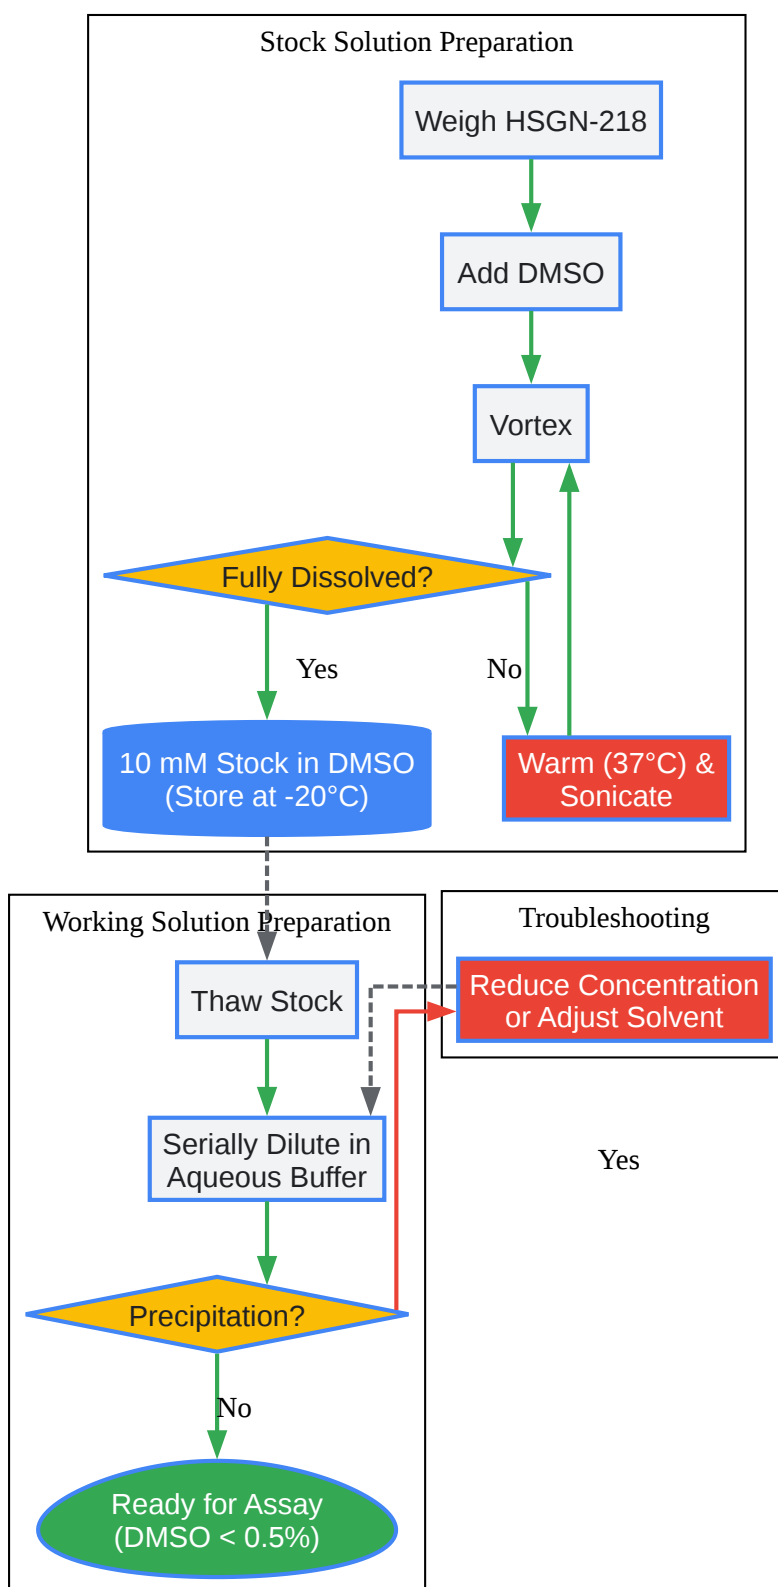 Stock Solution Preparation
Weigh HSGN-218
Add DMSO
Vortex
Fully Dissolved?
Yes
No
10 mM Stock in DMSO
(Store at -20°C)
Warm (37°C) &
Sonicate
Working Solution Preparation
Troubleshooting
Thaw Stock
Reduce Concentration
or Adjust Solvent
Serially Dilute in
Aqueous Buffer
Yes
Precipitation?
No
Ready for Assay
(DMSO < 0.5%)